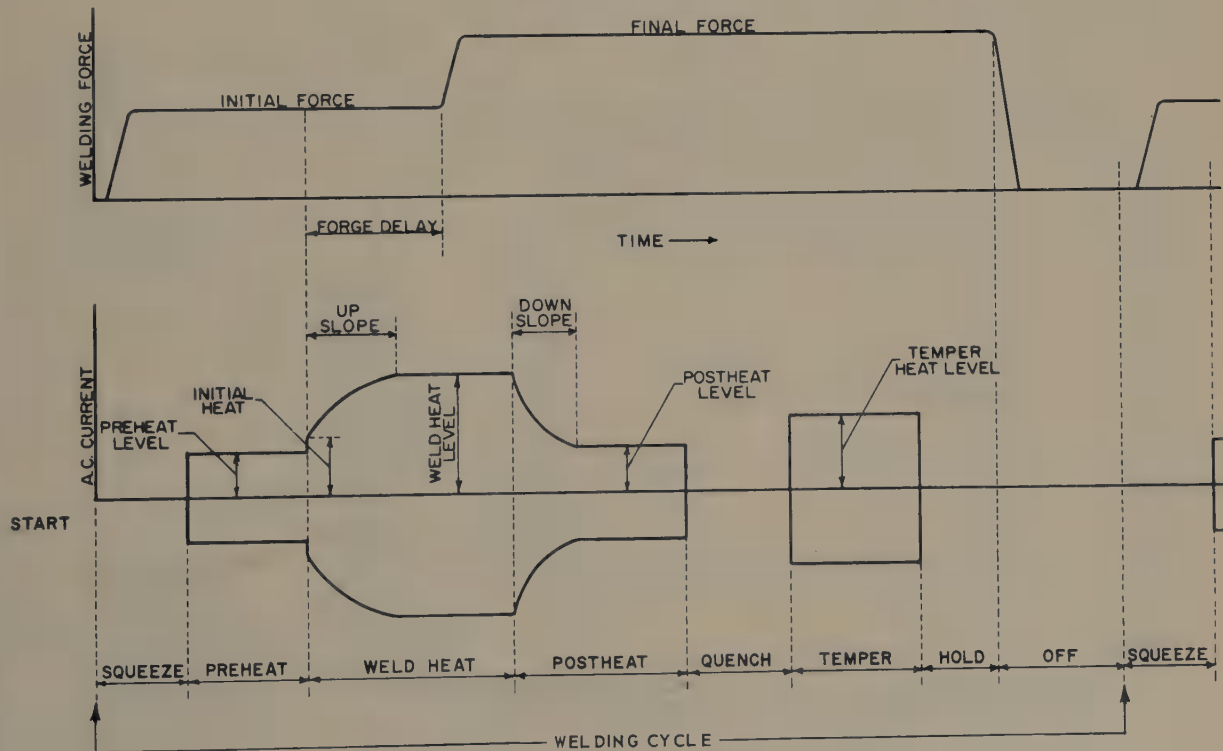 FINAL FORCE
INITIAL FORCE
WELDING FORCE
FORGE DELAY
TIME
UP
SLOPE
DOWN
SLOPE
TEMPER
HEAT LEVEL
INITIAL
HEAT
POSTHEAT
LEVEL
PREHEAT
LEVEL
WELD HEAT
LEVEL
A.C. CURRENT
START
SQUEEZE
PREHEAT
WELD HEAT
POSTHEAT
QUENCH
TEMPER
HOLD
OFF
SQUEEZE
WELDING CYCLE